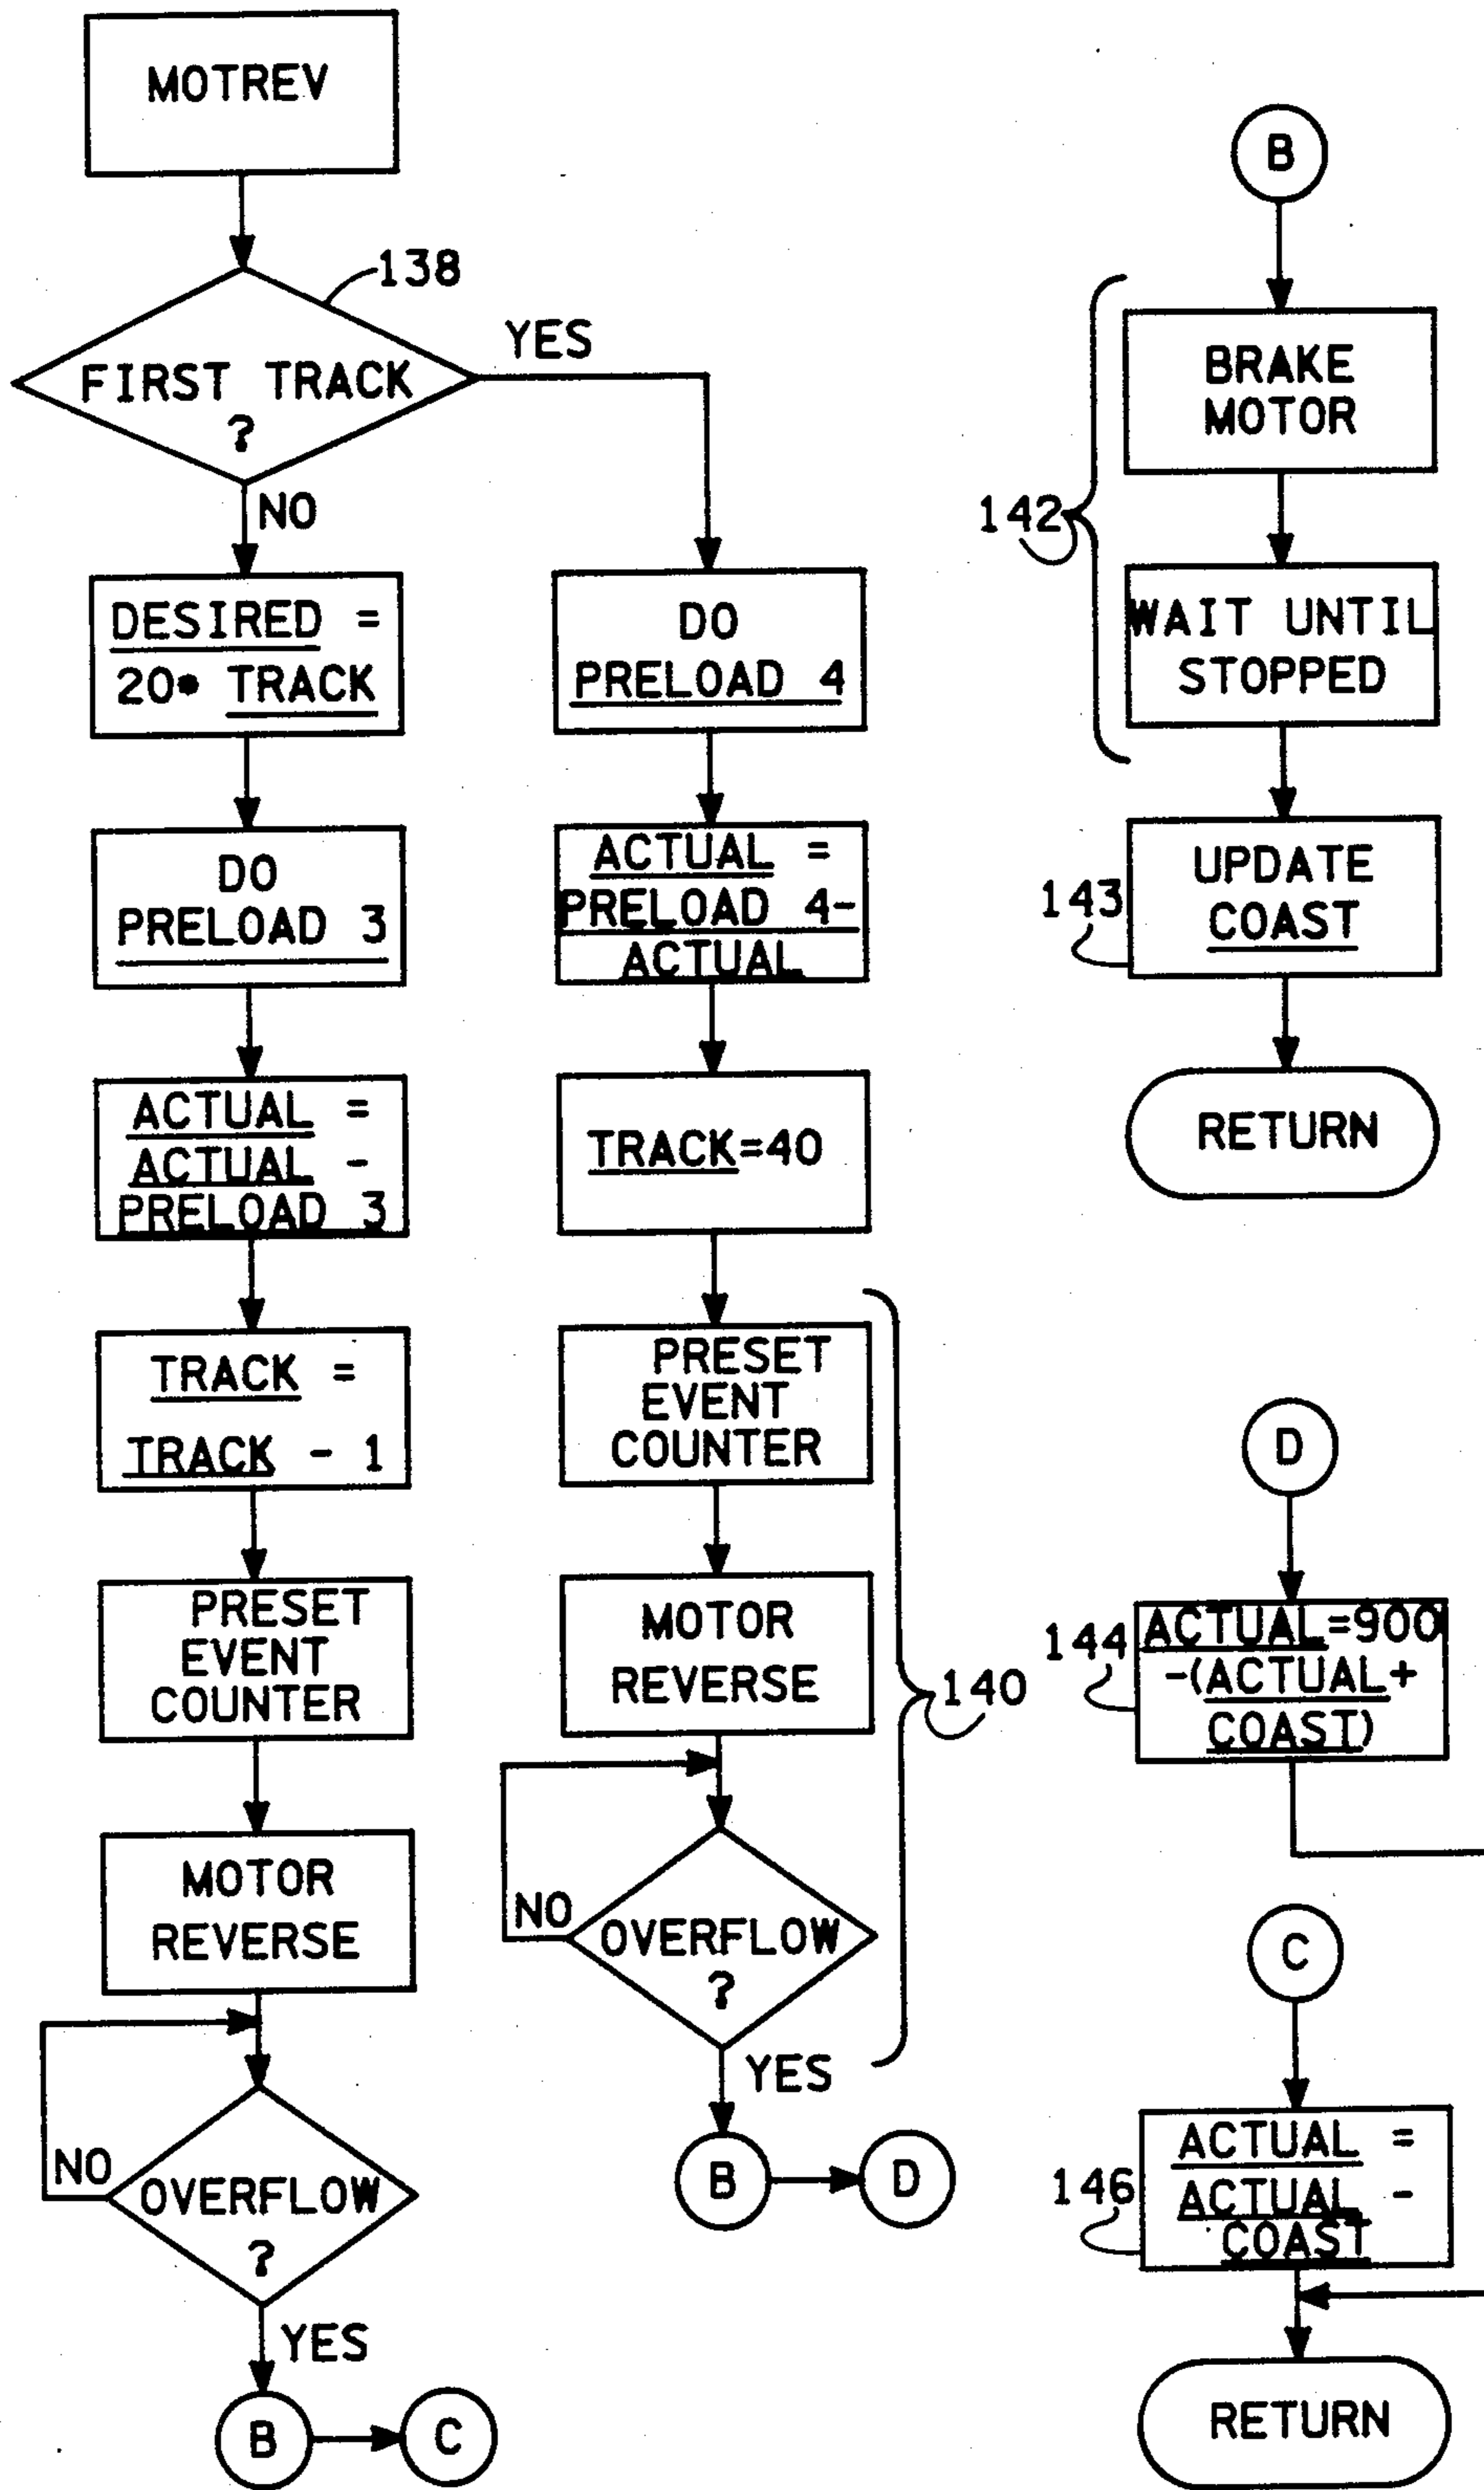 MOTREV
138
FIRST TRACK
?
YES
NO
DESIRED =
20* TRACK
DO
PRELOAD 3
ACTUAL =
ACTUAL -
PRELOAD 3
TRACK =
TRACK - 1
PRESET
EVENT
COUNTER
MOTOR
REVERSE
NO
OVERFLOW
?
YES
B
C
DO
PRELOAD 4
ACTUAL =
PRELOAD 4-
ACTUAL
TRACK=40
PRESET
EVENT
COUNTER
MOTOR
REVERSE
140
NO
OVERFLOW
?
YES
B
D
B
142
BRAKE
MOTOR
WAIT UNTIL
STOPPED
143
UPDATE
COAST
RETURN
D
144
ACTUAL=900
-(ACTUAL+
COAST)
C
146
ACTUAL =
ACTUAL -
COAST
RETURN